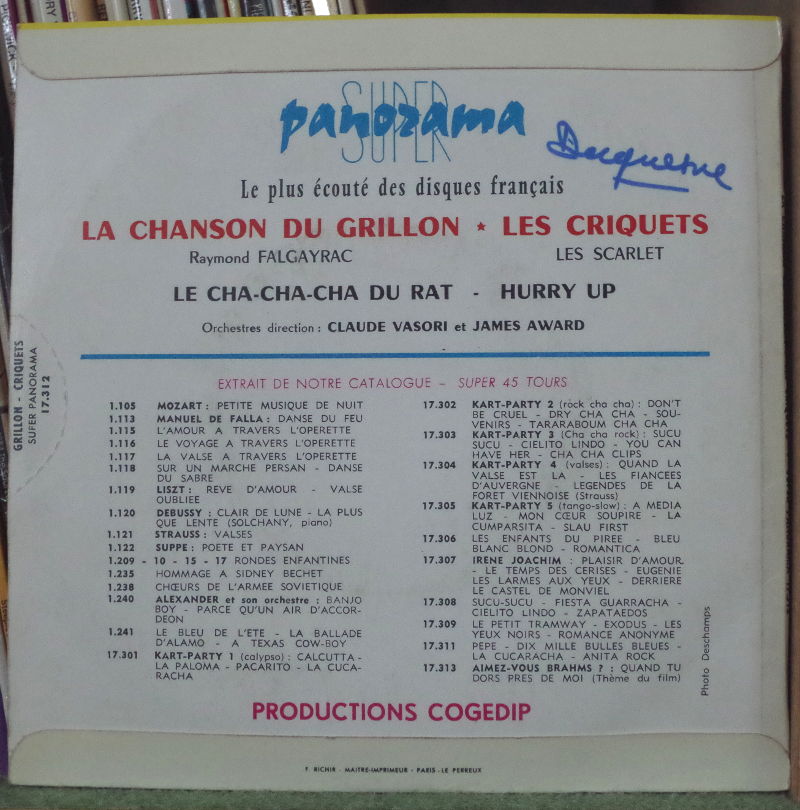 SUPER
panorama
SUPER
Duquesne
Le plus écouté des disques français
LA CHANSON DU GRILLON ★ LES CRIQUETS
Raymond FALGAYRAC LES SCARLET
LE CHA-CHA-CHA DU RAT - HURRY UP
Orchestres direction : CLAUDE VASORI et JAMES AWARD
GRILLON - CRIQUETS
SUPER PANORAMA
17.312
EXTRAIT DE NOTRE CATALOGUE - SUPER 45 TOURS
1.105 MOZART : PETITE MUSIQUE DE NUIT
1.113 MANUEL DE FALLA : DANSE DU FEU
1.115 L'AMOUR A TRAVERS L'OPERETTE
1.116 LE VOYAGE A TRAVERS L'OPERETTE
1.117 LA VALSE A TRAVERS L'OPERETTE
1.118 SUR UN MARCHE PERSAN - DANSE
DU SABRE
1.119 LISZT : REVE D'AMOUR - VALSE
OUBLIEE
1.120 DEBUSSY : CLAIR DE LUNE - LA PLUS
QUE LENTE (SOLCHANY, piano)
1.121 STRAUSS : VALSES
1.122 SUPPE : POETE ET PAYSAN
1.209 - 10 - 15 - 17 RONDES ENFANTINES
1.235 HOMMAGE A SIDNEY BECHET
1.238 CHŒURS DE L'ARMEE SOVIETIQUE
1.240 ALEXANDER et son orchestre : BANJO
BOY - PARCE QU'UN AIR D'ACCOR-
DEON
1.241 LE BLEU DE L'ETE - LA BALLADE
D'ALAMO - A TEXAS COW-BOY
17.301 KART-PARTY 1 (calypso) : CALCUTTA -
LA PALOMA - PACARITO - LA CUCA-
RACHA
17.302 KART-PARTY 2 (rock cha cha) : DON'T
BE CRUEL - DRY CHA CHA - SOU-
VENIRS - TARARABOUM CHA CHA
17.303 KART-PARTY 3 (Cha cha rock) : SUCU
SUCU - CIELITO LINDO - YOU CAN
HAVE HER - CHA CHA CLIPS
17.304 KART-PARTY 4 (valses) : QUAND LA
VALSE EST LA - LES FIANCEES
D'AUVERGNE - LEGENDES DE LA
FORET VIENNOISE (Strauss)
17.305 KART-PARTY 5 (tango-slow) : A MEDIA
LUZ - MON CŒUR SOUPIRE - LA
CUMPARSITA - SLAU FIRST
17.306 LES ENFANTS DU PIREE - BLEU
BLANC BLOND - ROMANTICA
17.307 IRENE JOACHIM : PLAISIR D'AMOUR
- LE TEMPS DES CERISES - EUGENIE
LES LARMES AUX YEUX - DERRIERE
LE CASTEL DE MONVIEL
17.308 SUCU-SUCU - FIESTA GUARRACHA -
CIELITO LINDO - ZAPATAEDOS
17.309 LE PETIT TRAMWAY - EXODUS - LES
YEUX NOIRS - ROMANCE ANONYME
17.311 PEPE - DIX MILLE BULLES BLEUES -
LA CUCARACHA - ANITA ROCK
17.313 AIMEZ-VOUS BRAHMS ? : QUAND TU
DORS PRES DE MOI (Thème du film)
Photo Deschamps
PRODUCTIONS COGEDIP
F. RICHIR - MAITRE-IMPRIMEUR - PARIS - LE PERREUX